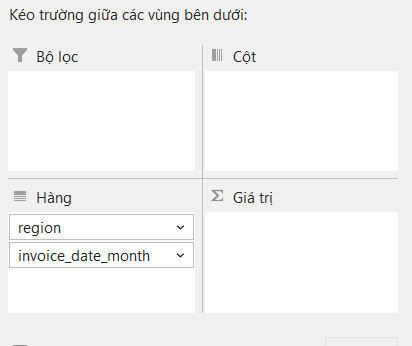 Kéo trường giữa các vùng bên dưới:
Bộ lọc
Cột
Hàng
Giá trị
region
invoice_date_month